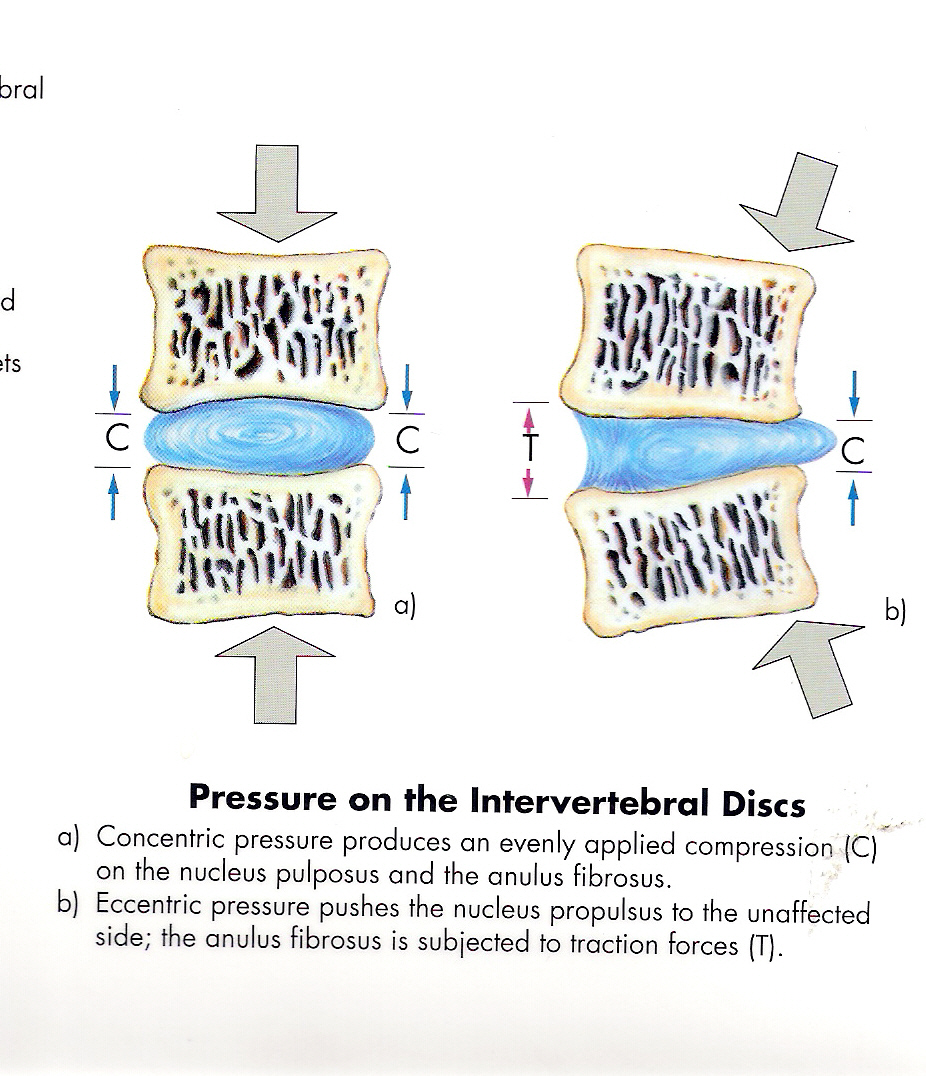 bral
d
ets
C
C
T
C
a)
b)
Pressure on the Intervertebral Discs
a) Concentric pressure produces an evenly applied compression (C)
on the nucleus pulposus and the anulus fibrosus.
b) Eccentric pressure pushes the nucleus propulsus to the unaffected
side; the anulus fibrosus is subjected to traction forces (T).